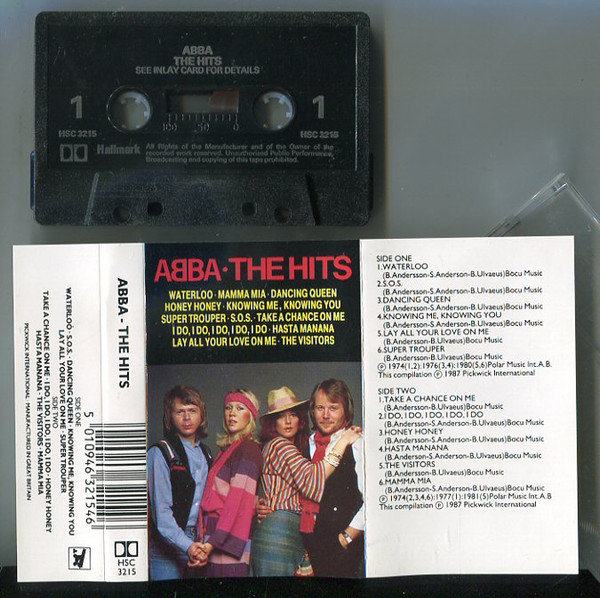 ABBA
THE HITS
SEE INLAY CARD FOR DETAILS
1
1
HSC 3215
HSC 3215
100 50 0
Hallmark
All Rights of the Manufacturer and of the Owner of the
recorded work reserved. Unauthorised Public Performance,
Broadcasting and copying of this tape prohibited.
ABBA - THE HITS
SIDE ONE
WATERLOO · S.O.S. · DANCING QUEEN · KNOWING ME, KNOWING YOU
LAY ALL YOUR LOVE ON ME · SUPER TROUPER
SIDE TWO
TAKE A CHANCE ON ME · I DO, I DO, I DO, I DO, I DO · HONEY HONEY
HASTA MANANA · THE VISITORS · MAMMA MIA
PICKWICK INTERNATIONAL MANUFACTURED IN GREAT BRITAIN
5 010946 321546
HSC
3215
ABBA·THE HITS
WATERLOO · MAMMA MIA · DANCING QUEEN
HONEY HONEY · KNOWING ME, KNOWING YOU
SUPER TROUPER · S.O.S. · TAKE A CHANCE ON ME
I DO, I DO, I DO, I DO, I DO · HASTA MANANA
LAY ALL YOUR LOVE ON ME · THE VISITORS
SIDE ONE
1.WATERLOO
(B.Andersson-S.Anderson-B.Ulvaeus)Bocu Music
2.S.O.S.
(B.Andersson-S.Anderson-B.Ulvaeus)Bocu Music
3.DANCING QUEEN
(B.Andersson-S.Anderson-B.Ulvaeus)Bocu Music
4.KNOWING ME, KNOWING YOU
(B.Andersson-S.Anderson-B.Ulvaeus)Bocu Music
5.LAY ALL YOUR LOVE ON ME
(B.Andersson-B.Ulvaeus)Bocu Music
6.SUPER TROUPER
(B.Andersson-B.Ulvaeus)Bocu Music
Ⓟ 1974(1,2):1976(3,4):1980(5,6)Polar Music Int.A.B.
This compilation Ⓟ 1987 Pickwick International
SIDE TWO
1.TAKE A CHANCE ON ME
(B.Andersson-B.Ulvaeus)Bocu Music
2.I DO, I DO, I DO, I DO, I DO
(B.Andersson-S.Anderson-B.Ulvaeus)Bocu Music
3.HONEY HONEY
(B.Andersson-S.Anderson-B.Ulvaeus)Bocu Music
4.HASTA MANANA
(B.Andersson-S.Anderson-B.Ulvaeus)Bocu Music
5.THE VISITORS
(B.Andersson-B.Ulvaeus)Bocu Music
6.MAMMA MIA
(B.Andersson-S.Anderson-B.Ulvaeus)Bocu Music
Ⓟ 1974(2,3,4,6):1977(1):1981(5)Polar Music Int.A.B
This compilation Ⓟ 1987 Pickwick International